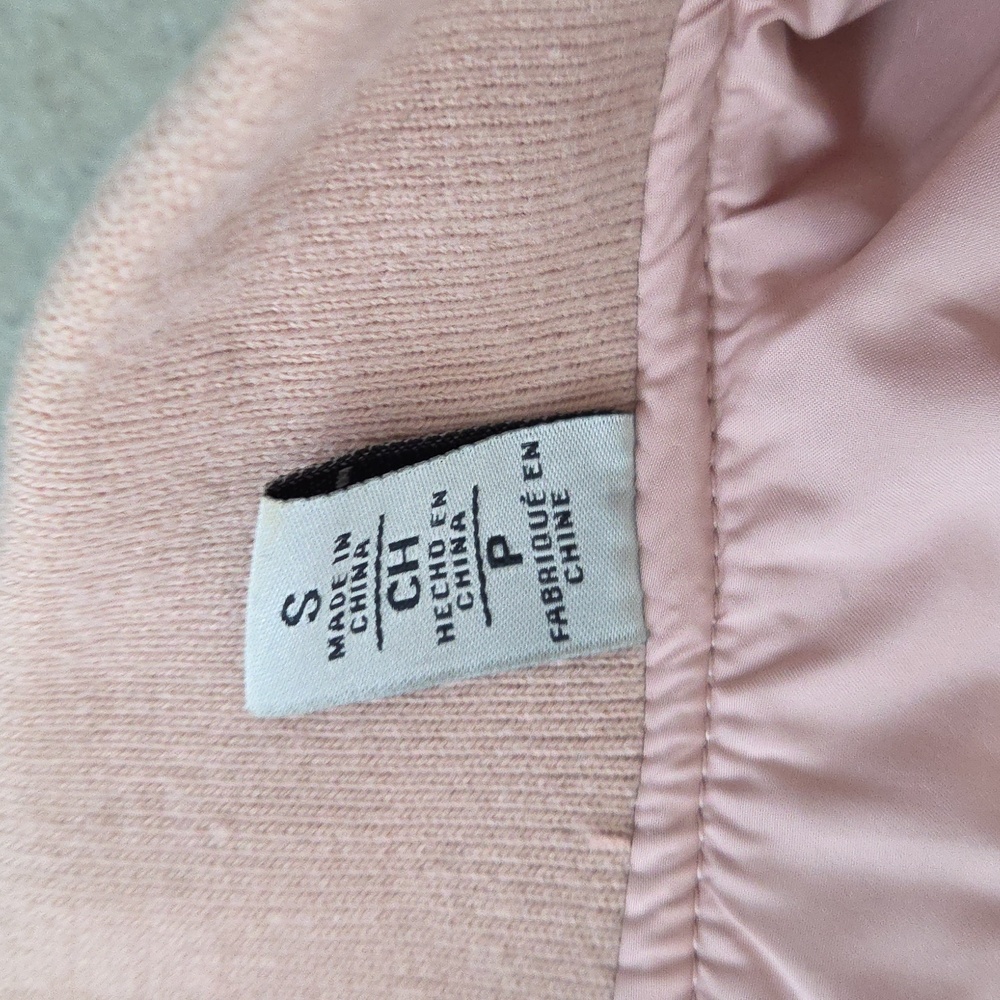 S
MADE IN
CHINA
CH
HECHO EN
CHINA
P
FABRIQUÉ EN
CHINE